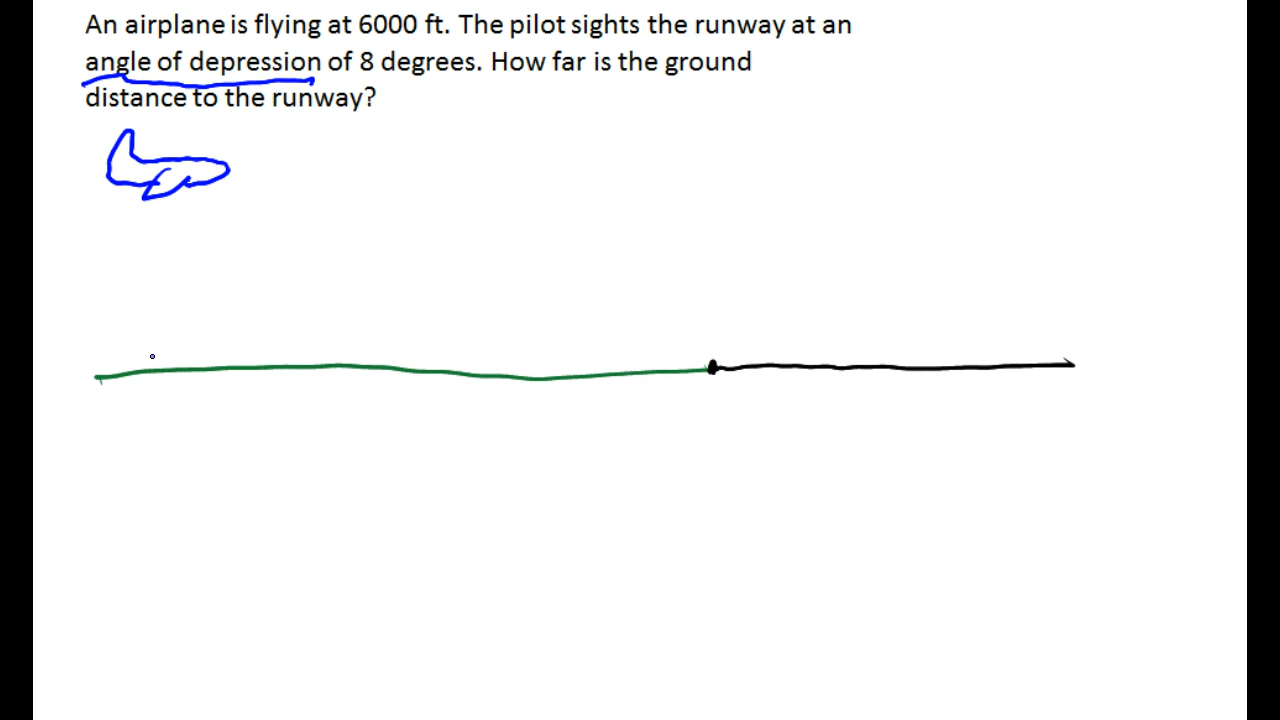 An airplane is flying at 6000 ft. The pilot sights the runway at an
angle of depression of 8 degrees. How far is the ground
distance to the runway?